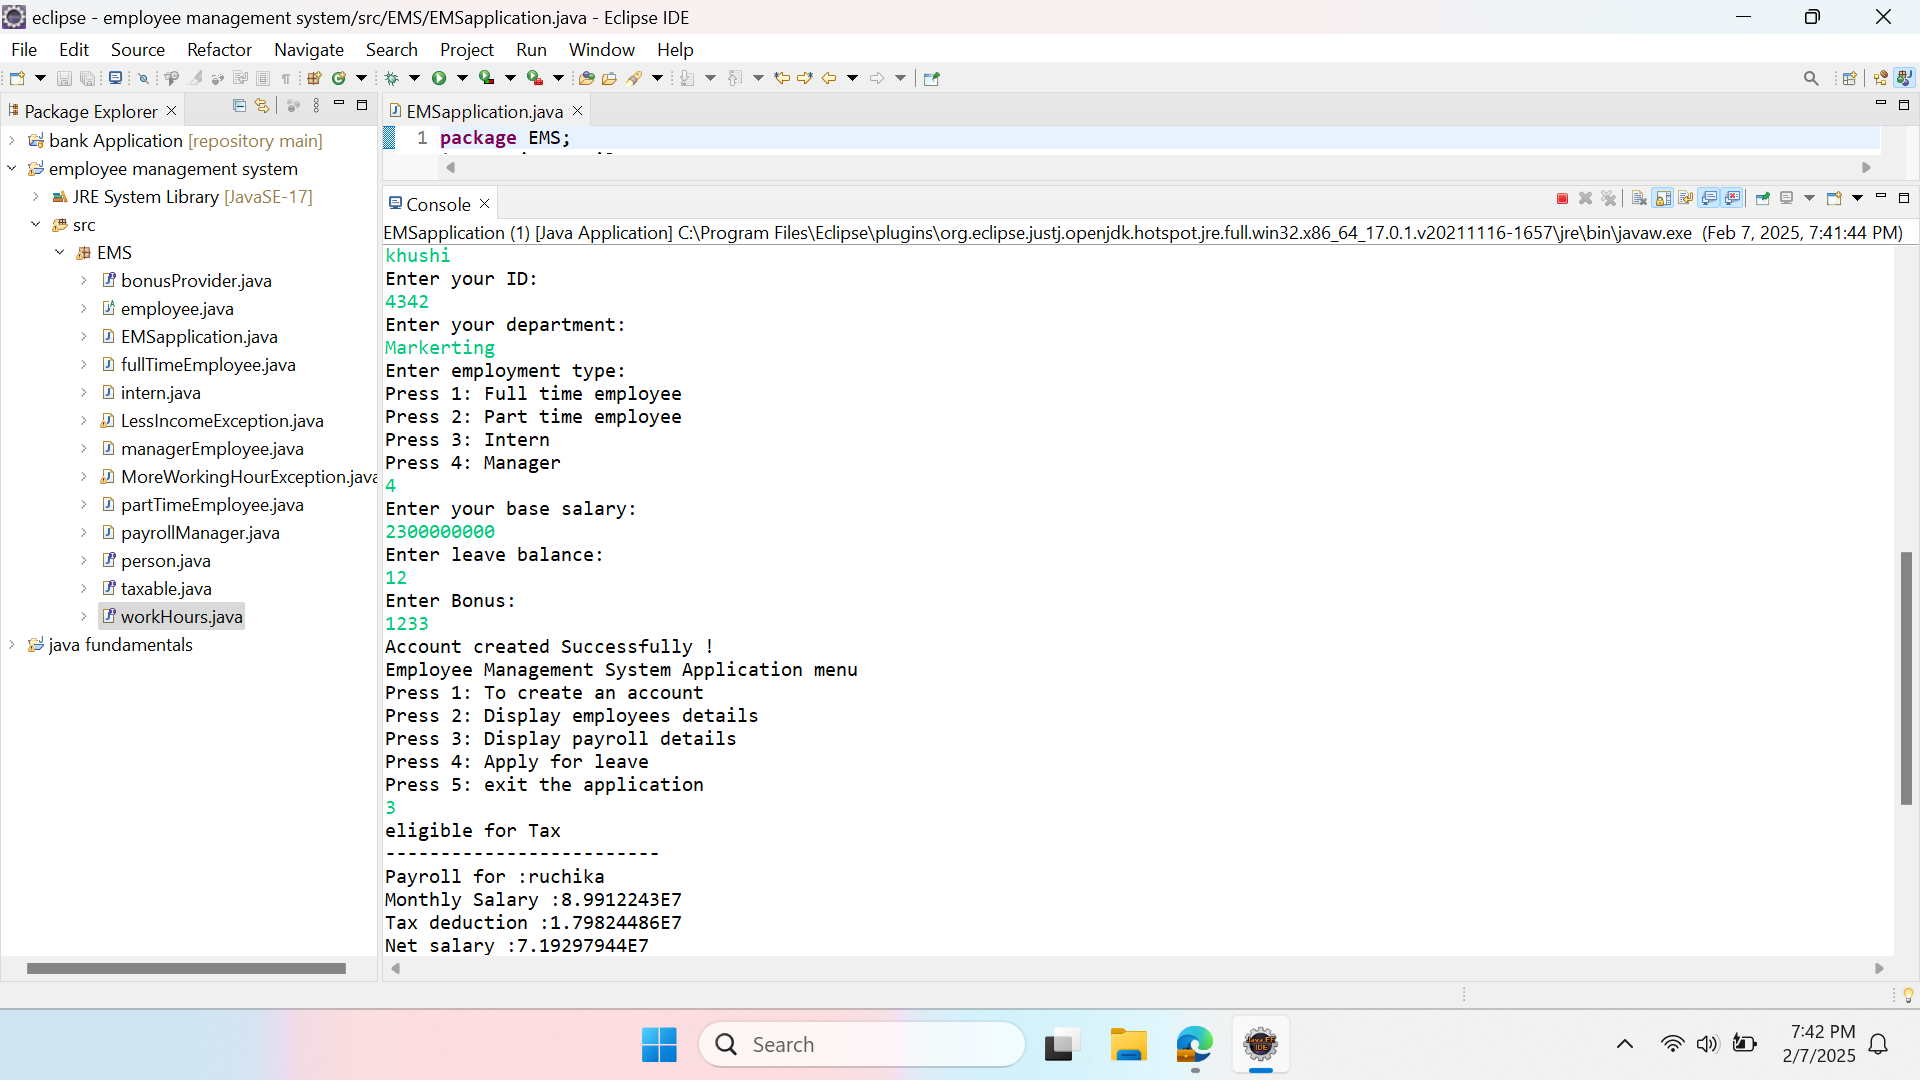 eclipse - employee management system/src/EMS/EMSapplication.java - Eclipse IDE
File Edit Source Refactor Navigate Search Project Run Window Help
Package Explorer
bank Application [repository main]
employee management system
JRE System Library [JavaSE-17]
src
EMS
bonusProvider.java
employee.java
EMSapplication.java
fullTimeEmployee.java
intern.java
LessIncomeException.java
managerEmployee.java
MoreWorkingHourException.java
partTimeEmployee.java
payrollManager.java
person.java
taxable.java
workHours.java
java fundamentals
EMSapplication.java
1 package EMS;
Console
EMSapplication (1) [Java Application] C:\Program Files\Eclipse\plugins\org.eclipse.justj.openjdk.hotspot.jre.full.win32.x86_64_17.0.1.v20211116-1657\jre\bin\javaw.exe (Feb 7, 2025, 7:41:44 PM)
khushi
Enter your ID:
4342
Enter your department:
Markerting
Enter employment type:
Press 1: Full time employee
Press 2: Part time employee
Press 3: Intern
Press 4: Manager
4
Enter your base salary:
2300000000
Enter leave balance:
12
Enter Bonus:
1233
Account created Successfully !
Employee Management System Application menu
Press 1: To create an account
Press 2: Display employees details
Press 3: Display payroll details
Press 4: Apply for leave
Press 5: exit the application
3
eligible for Tax
-------------------------
Payroll for :ruchika
Monthly Salary :8.9912243E7
Tax deduction :1.79824486E7
Net salary :7.19297944E7
Search
7:42 PM
2/7/2025